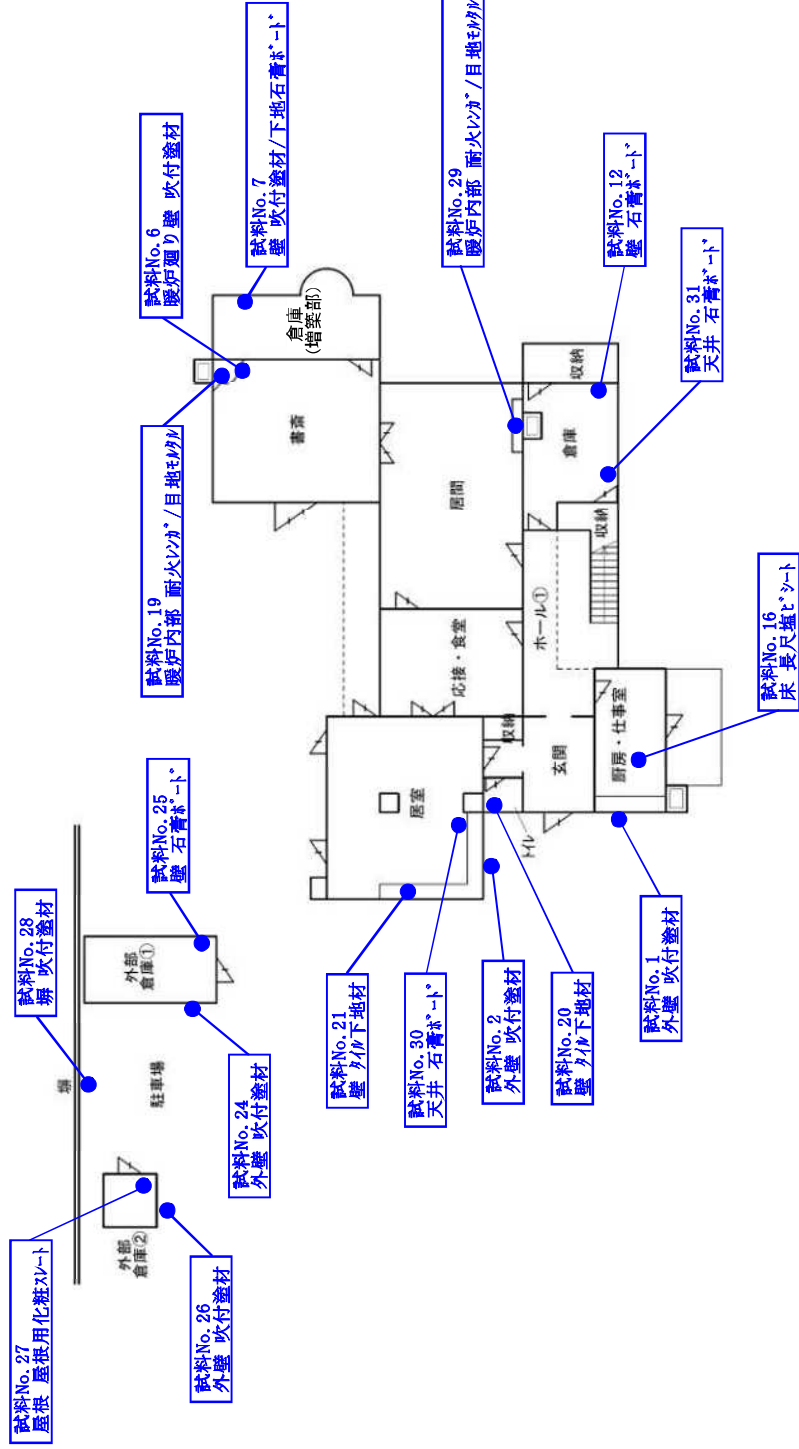 試料No.6
暖炉廻り壁 吹付塗材
試料No.7
壁 吹付塗材/下地石膏ﾎﾞｰﾄﾞ
試料No.29
暖炉内部 耐火ﾚﾝｶﾞ/目地ﾓﾙﾀﾙ
試料No.12
壁 石膏ﾎﾞｰﾄﾞ
試料No.31
天井 石膏ﾎﾞｰﾄﾞ
試料No.19
暖炉内部 耐火ﾚﾝｶﾞ/目地ﾓﾙﾀﾙ
倉庫
(増築部)
書斎
収納
倉庫
居間
収納
ホール①
応接・食堂
収納
玄関
厨房・仕事室
居室
トイレ
試料No.16
床 長尺塩ﾋﾞｼｰﾄ
試料No.25
壁 石膏ﾎﾞｰﾄﾞ
試料No.28
塀 吹付塗材
外部
倉庫①
塀
駐車場
試料No.21
壁 ﾀｲﾙ下地材
試料No.30
天井 石膏ﾎﾞｰﾄﾞ
試料No.2
外壁 吹付塗材
試料No.20
壁 ﾀｲﾙ下地材
試料No.1
外壁 吹付塗材
試料No.24
外壁 吹付塗材
外部
倉庫②
試料No.27
屋根 屋根用化粧ｽﾚｰﾄ
試料No.26
外壁 吹付塗材